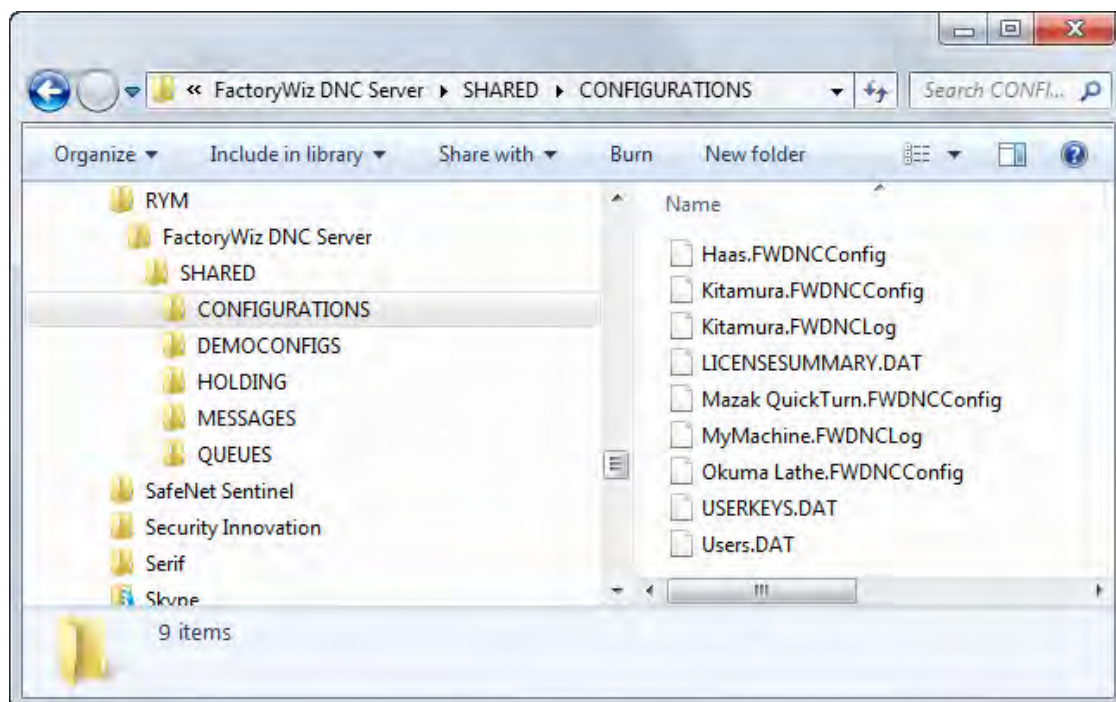 « FactoryWiz DNC Server ▸ SHARED ▸ CONFIGURATIONS
Search CONFI...
Organize Include in library Share with Burn New folder
RYM
FactoryWiz DNC Server
SHARED
CONFIGURATIONS
DEMOCONFIGS
HOLDING
MESSAGES
QUEUES
SafeNet Sentinel
Security Innovation
Serif
Skype
Name
Haas.FWDNCConfig
Kitamura.FWDNCConfig
Kitamura.FWDNCLog
LICENSESUMMARY.DAT
Mazak QuickTurn.FWDNCConfig
MyMachine.FWDNCLog
Okuma Lathe.FWDNCConfig
USERKEYS.DAT
Users.DAT
9 items